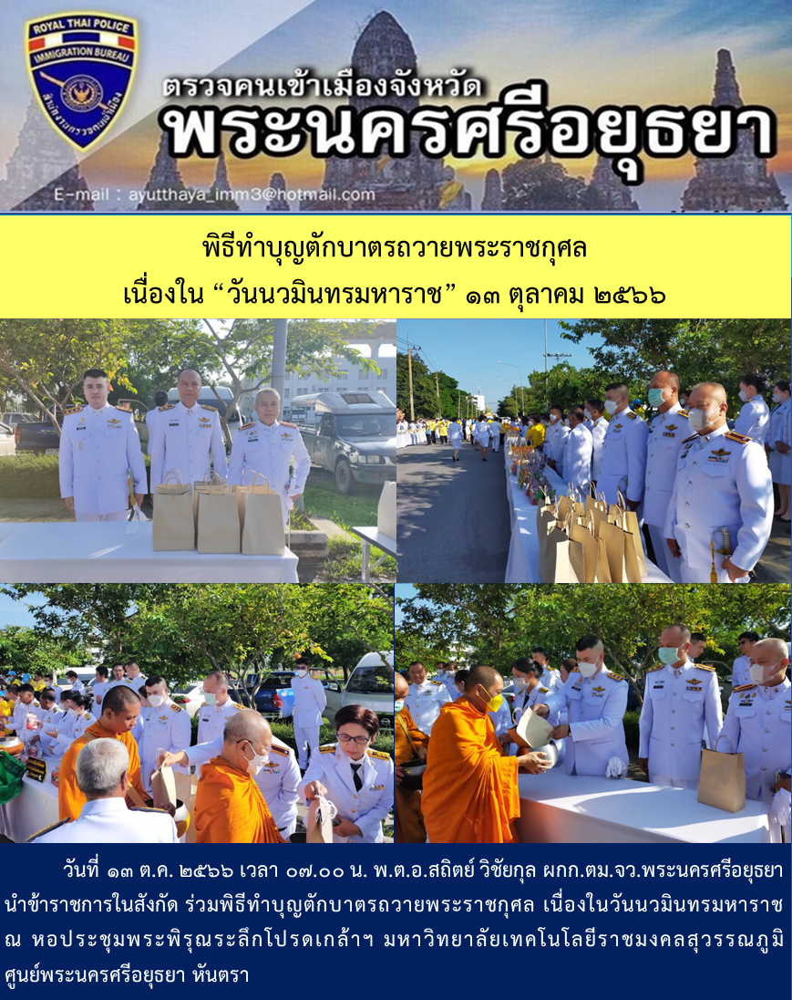 ROYAL THAI POLICE
IMMIGRATION BUREAU
สำนักงานตรวจคนเข้าเมือง
ตรวจคนเข้าเมืองจังหวัด
พระนครศรีอยุธยา
E-mail : ayutthaya_imm3@hotmail.com
พิธีทำบุญตักบาตรถวายพระราชกุศล
เนื่องใน “วันนวมินทรมหาราช” ๑๓ ตุลาคม ๒๕๖๖
วันที่ ๑๓ ต.ค. ๒๕๖๖ เวลา ๐๗.๐๐ น. พ.ต.อ.สถิตย์ วิชัยกุล ผกก.ตม.จว.พระนครศรีอยุธยา
นำข้าราชการในสังกัด ร่วมพิธีทำบุญตักบาตรถวายพระราชกุศล เนื่องในวันนวมินทรมหาราช
ณ หอประชุมพระพิรุณระลึกโปรดเกล้าฯ มหาวิทยาลัยเทคโนโลยีราชมงคลสุวรรณภูมิ
ศูนย์พระนครศรีอยุธยา หันตรา